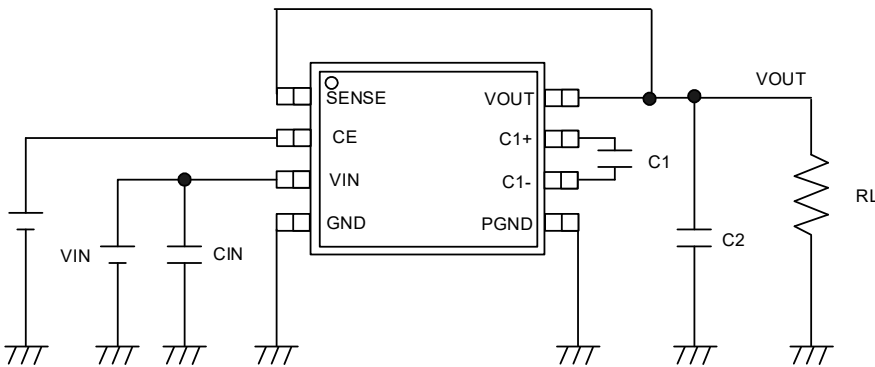 VOUT
SENSE
VOUT
CE
C1+
C1
VIN
C1-
RL
GND
PGND
VIN
CIN
C2